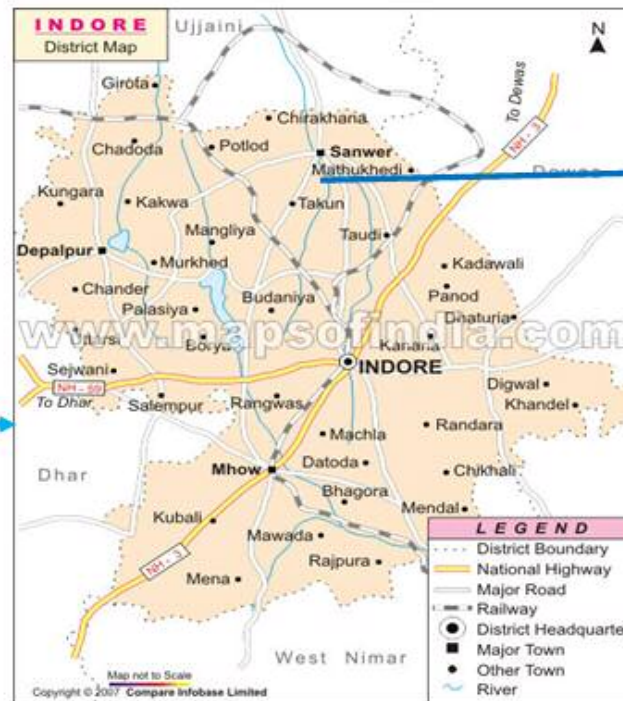 INDORE
District Map
Ujjaini
N
Girota
To Dewas
NH - 3
Chirakhana
Chadoda
Potlod
Sanwer
Mathukhedi
Dewas
Kungara
Kakwa
Takun
Mangliya
Taudi
Depalpur
Murkhed
Kadawali
Chander
Budaniya
Panod
Palasiya
Dhaturia
www.mapsofindia.com
Borya
Kanaria
INDORE
Sejwani
NH - 59
To Dhar
Salempur
Rangwas
Digwal
Khandel
Machla
Randara
Dhar
Mhow
Datoda
Chikhali
Bhagora
Mendal
Kubali
Mawada
NH - 3
Rajpura
Mena
West Nimar
LEGEND
District Boundary
National Highway
Major Road
Railway
District Headquarte
Major Town
Other Town
River
Map not to Scale
Copyright © 2007 Compare Infobase Limited